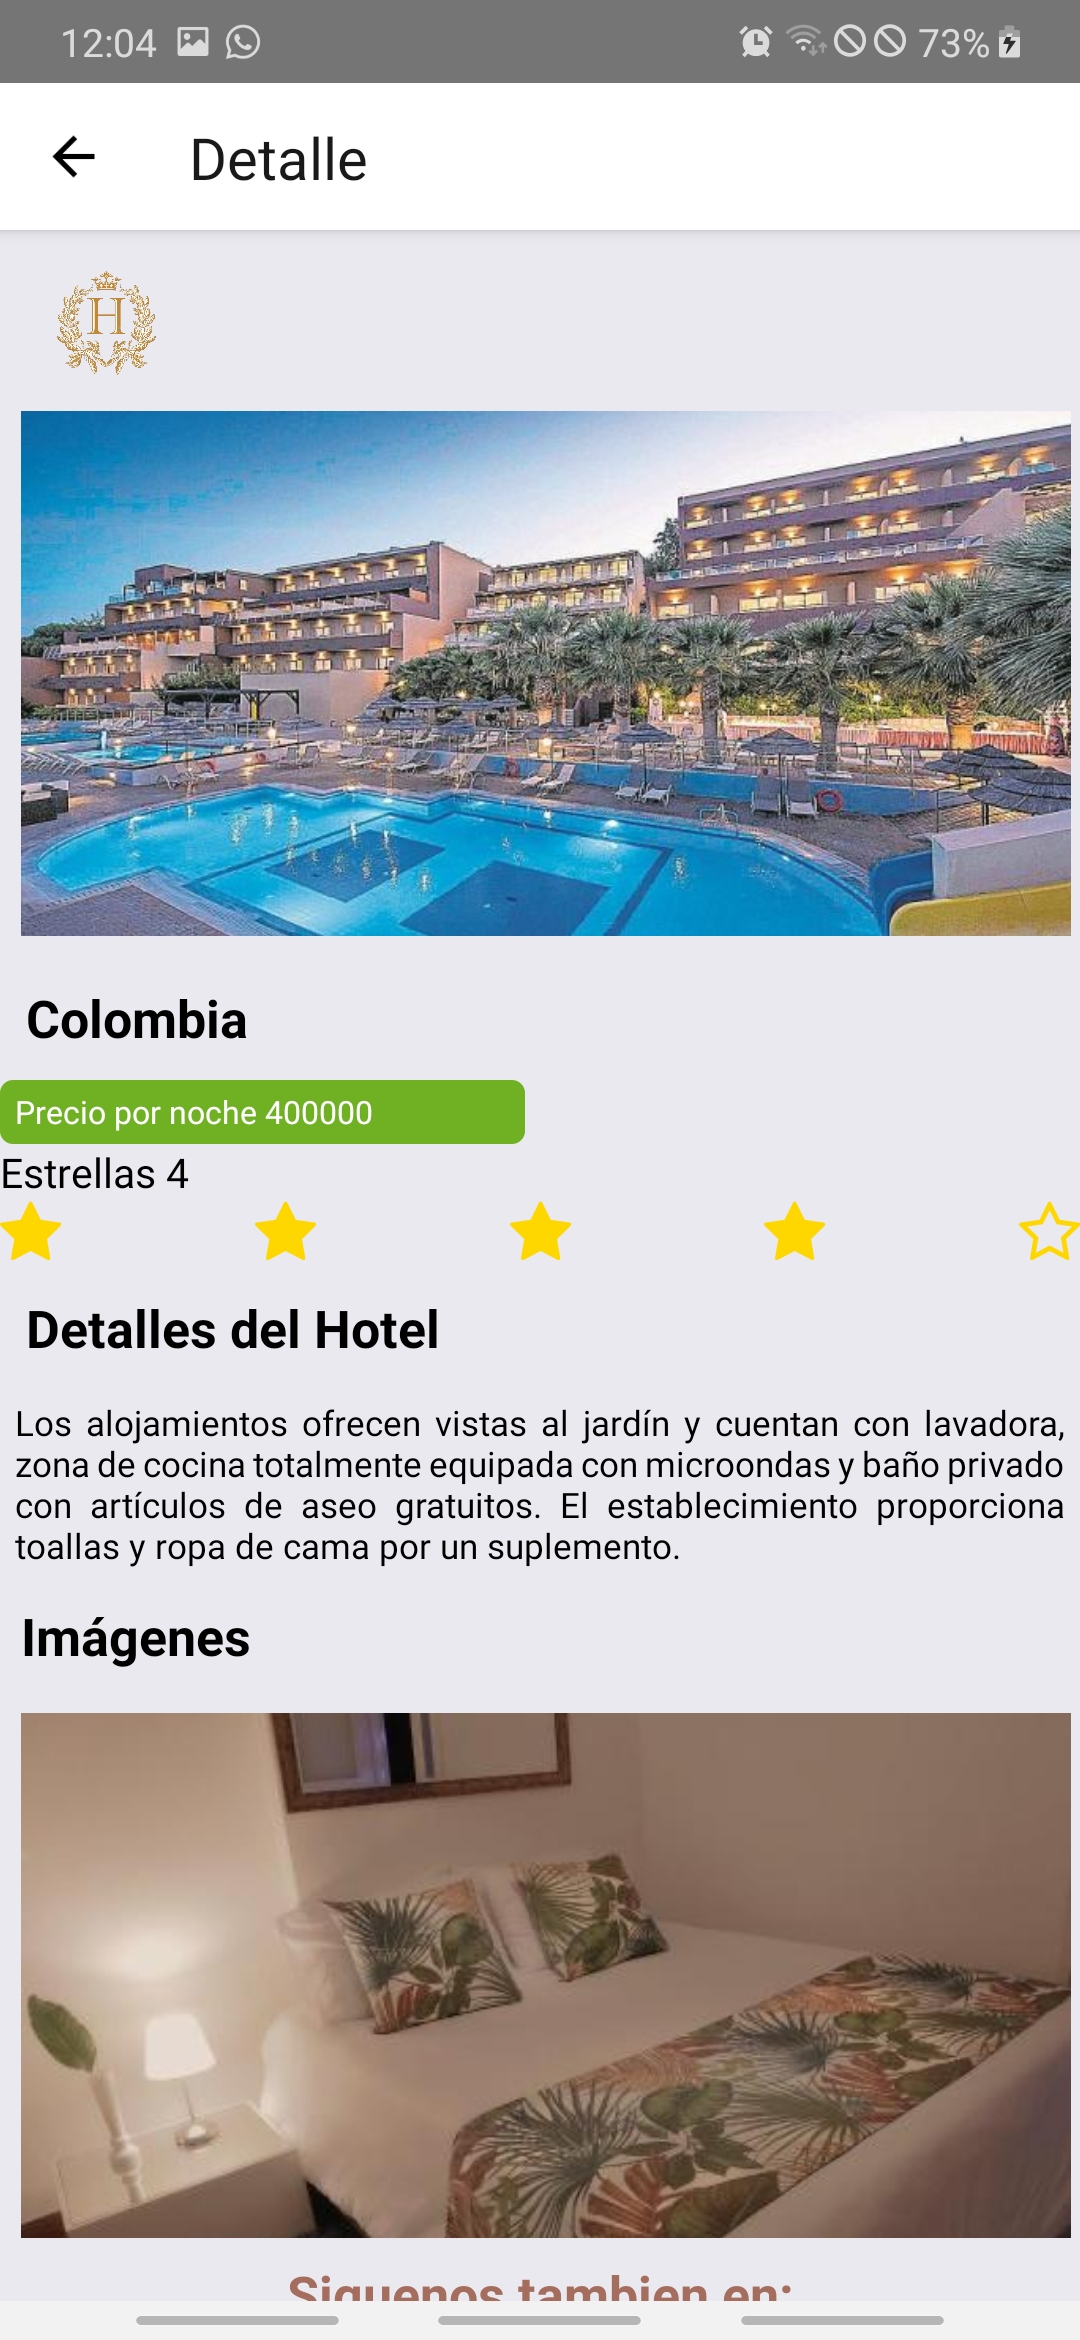 12:04
73%
Detalle
H
Colombia
Precio por noche 400000
Estrellas 4
Detalles del Hotel
Los alojamientos ofrecen vistas al jardín y cuentan con lavadora,
zona de cocina totalmente equipada con microondas y baño privado
con artículos de aseo gratuitos. El establecimiento proporciona
toallas y ropa de cama por un suplemento.
Imágenes
Siguenos tambien en: